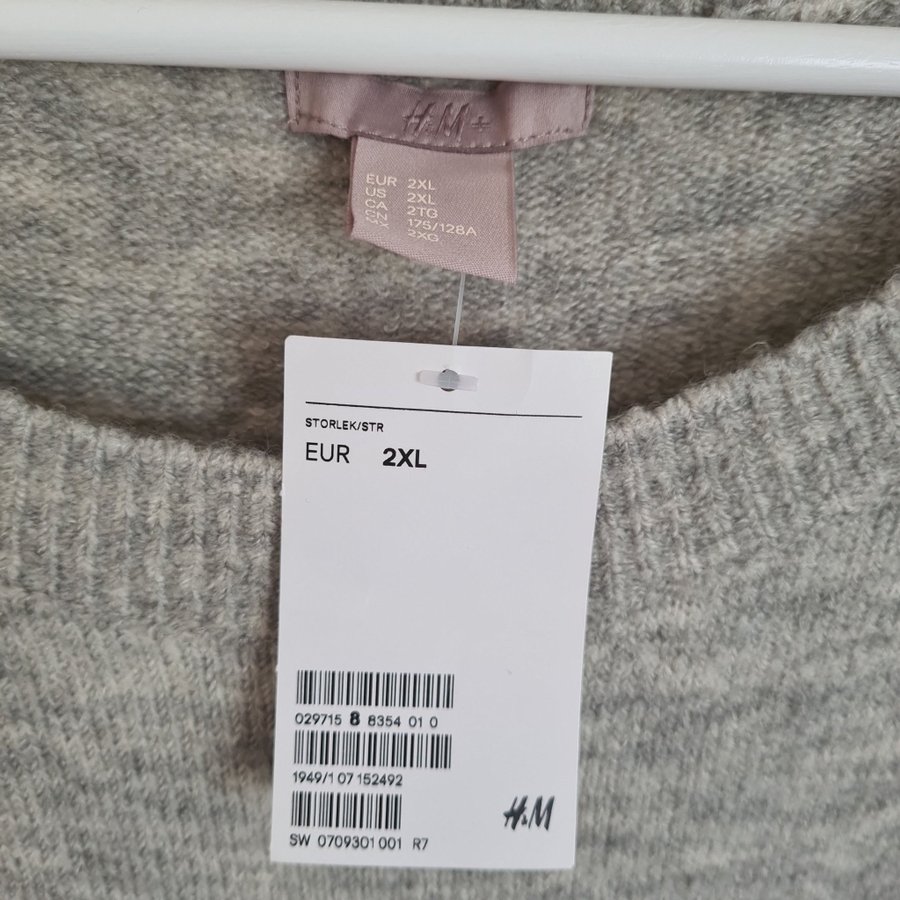 H&M+
EUR 2XL
US 2XL
CA 2TG
CN 175/128A
MX 2XG
STORLEK/STR
EUR 2XL
029715 8 8354 01 0
1949/1 07 152492
H&M
SW 0709301001 R7